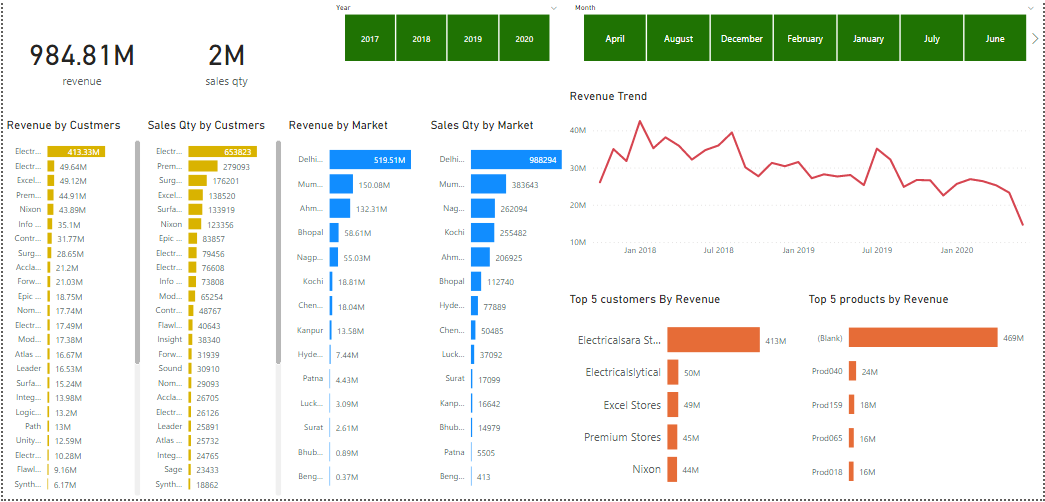 Year
2017 2018 2019 2020
Month
April August December February January July June
984.81M
revenue
2M
sales qty
Revenue by Custmers
Electr... 413.33M
Electr... 49.64M
Excel... 49.12M
Prem... 44.91M
Nixon 43.89M
Info ... 35.1M
Contr... 31.77M
Surg... 28.65M
Accla... 21.2M
Forw... 21.03M
Epic ... 18.75M
Nom... 17.74M
Electr... 17.49M
Mod... 17.38M
Atlas ... 16.67M
Leader 16.53M
Surfa... 15.24M
Integ... 13.98M
Logic... 13.2M
Path 13M
Unity... 12.59M
Electr... 10.28M
Flawl... 9.16M
Synth... 6.17M
Sales Qty by Custmers
Electr... 653823
Prem... 279093
Surg... 176201
Excel... 138520
Surfa... 133919
Nixon 123356
Epic ... 83857
Electr... 79456
Electr... 76608
Info ... 73808
Mod... 65254
Contr... 48767
Flawl... 40643
Insight 38340
Forw... 31939
Sound 30910
Nom... 29093
Accla... 26705
Electr... 26126
Leader 25891
Atlas ... 25732
Integ... 24765
Sage 23433
Synth... 18862
Revenue by Market
Delhi... 519.51M
Mum... 150.08M
Ahm... 132.31M
Bhopal 58.61M
Nagp... 55.03M
Kochi 18.81M
Chen... 18.04M
Kanpur 13.58M
Hyde... 7.44M
Patna 4.43M
Luck... 3.09M
Surat 2.61M
Bhub... 0.89M
Beng... 0.37M
Sales Qty by Market
Delhi... 988294
Mum... 383643
Nag... 262094
Kochi 255482
Ahm... 206925
Bhopal 112740
Hyde... 77889
Chen... 50485
Luck... 37092
Surat 17099
Kanp... 16642
Bhub... 14979
Patna 5505
Beng... 413
Revenue Trend
40M
30M
20M
10M
Jan 2018 Jul 2018 Jan 2019 Jul 2019 Jan 2020
Top 5 customers By Revenue
Electricalsara St... 413M
Electricalslytical 50M
Excel Stores 49M
Premium Stores 45M
Nixon 44M
Top 5 products by Revenue
(Blank) 469M
Prod040 24M
Prod159 18M
Prod065 16M
Prod018 16M